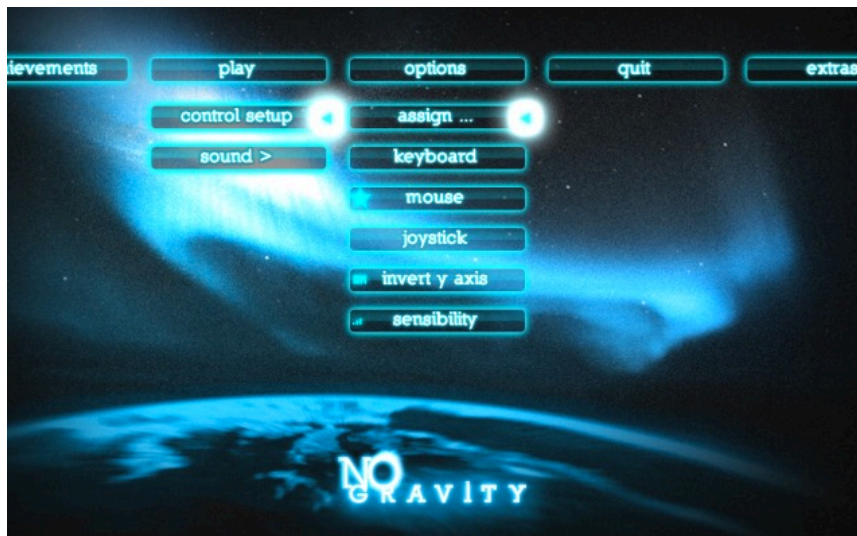 ievements
play
options
quit
extras
control setup
assign ...
sound >
keyboard
mouse
joystick
invert y axis
sensibility
NO
GRAVITY